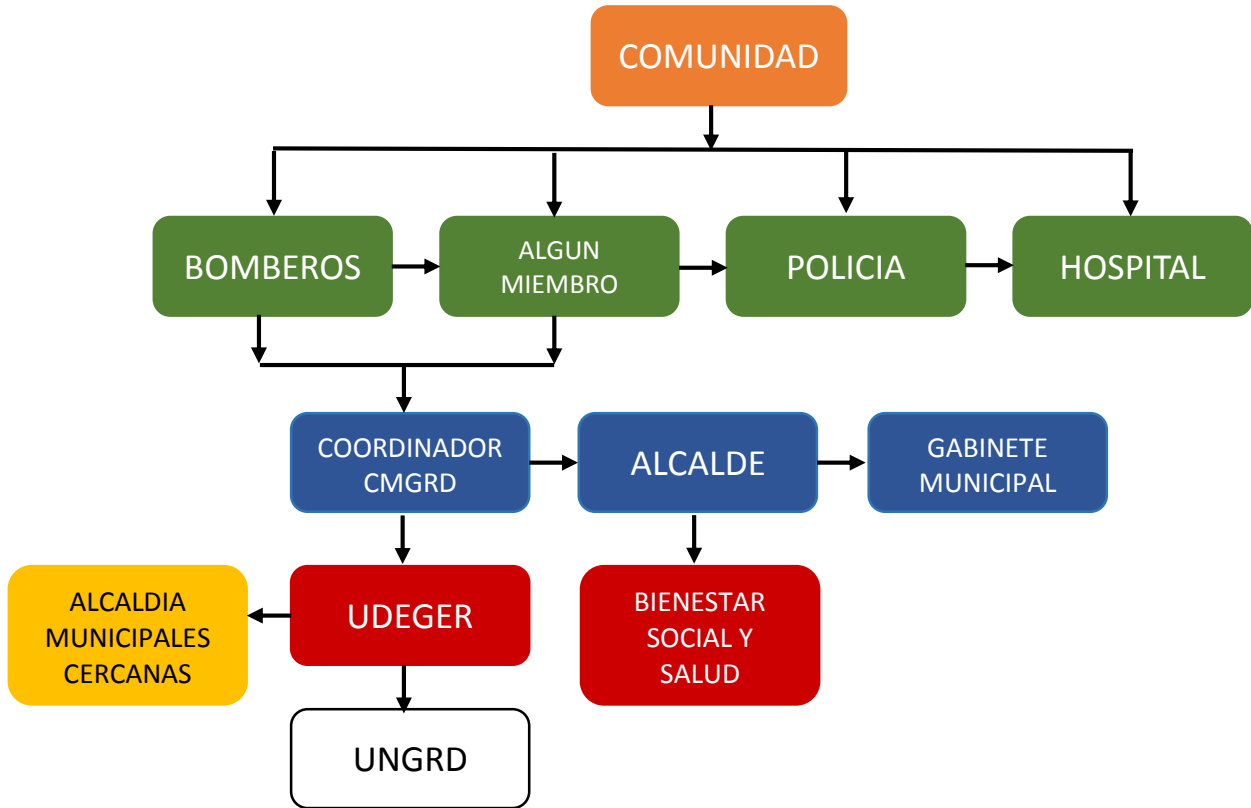 COMUNIDAD
BOMBEROS
ALGUN
MIEMBRO
POLICIA
HOSPITAL
COORDINADOR
CMGRD
ALCALDE
GABINETE
MUNICIPAL
ALCALDIA
MUNICIPALES
CERCANAS
UDEGER
BIENESTAR
SOCIAL Y
SALUD
UNGRD